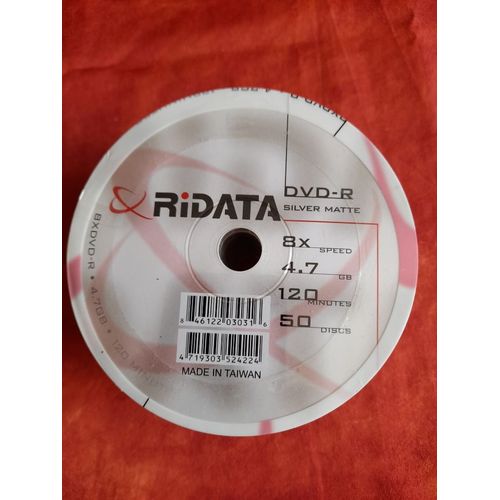 RiDATA
DVD-R
SILVER MATTE
8x SPEED
4.7 GB
120 MINUTES
50 DISCS
8 46122 03031 6
4 719303 524224
MADE IN TAIWAN
8XDVD-R • 4.7GB • 120